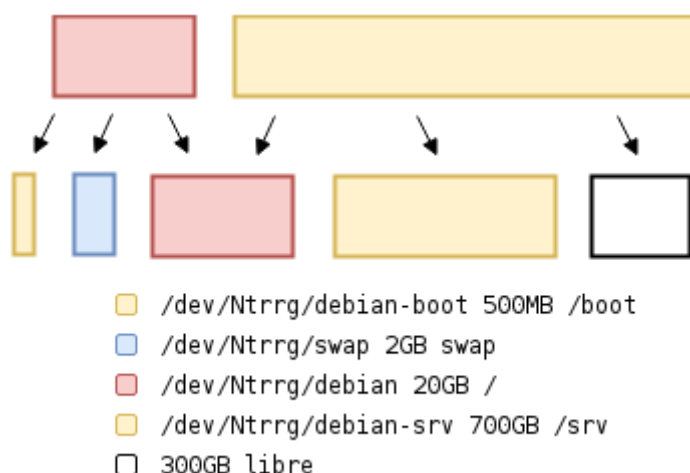 /dev/Ntrrg/debian-boot 500MB /boot
/dev/Ntrrg/swap 2GB swap
/dev/Ntrrg/debian 20GB /
/dev/Ntrrg/debian-srv 700GB /srv
300GB libre